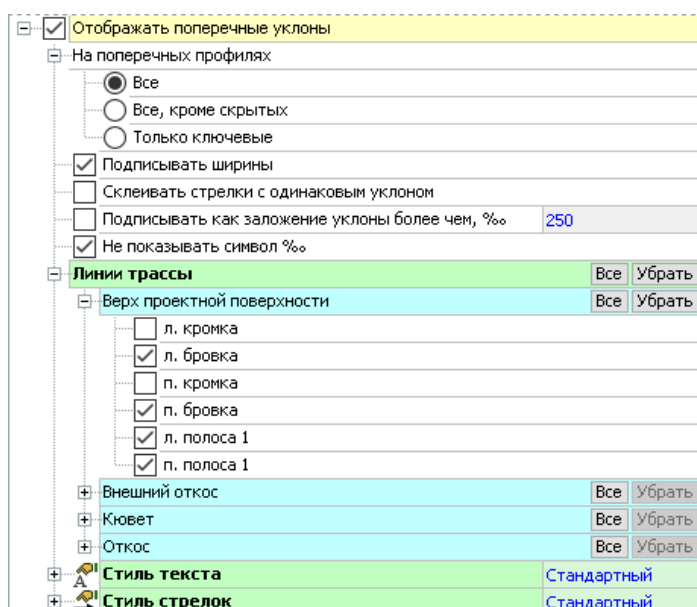 Отображать поперечные уклоны
На поперечных профилях
Все
Все, кроме скрытых
Только ключевые
Подписывать ширины
Склеивать стрелки с одинаковым уклоном
Подписывать как заложение уклоны более чем, ‰ 250
Не показывать символ ‰
Линии трассы Все Убрать
Верх проектной поверхности Все Убрать
л. кромка
л. бровка
п. кромка
п. бровка
л. полоса 1
п. полоса 1
Внешний откос Все Убрать
Кювет Все Убрать
Откос Все Убрать
Стиль текста Стандартный
Стиль стрелок Стандартный